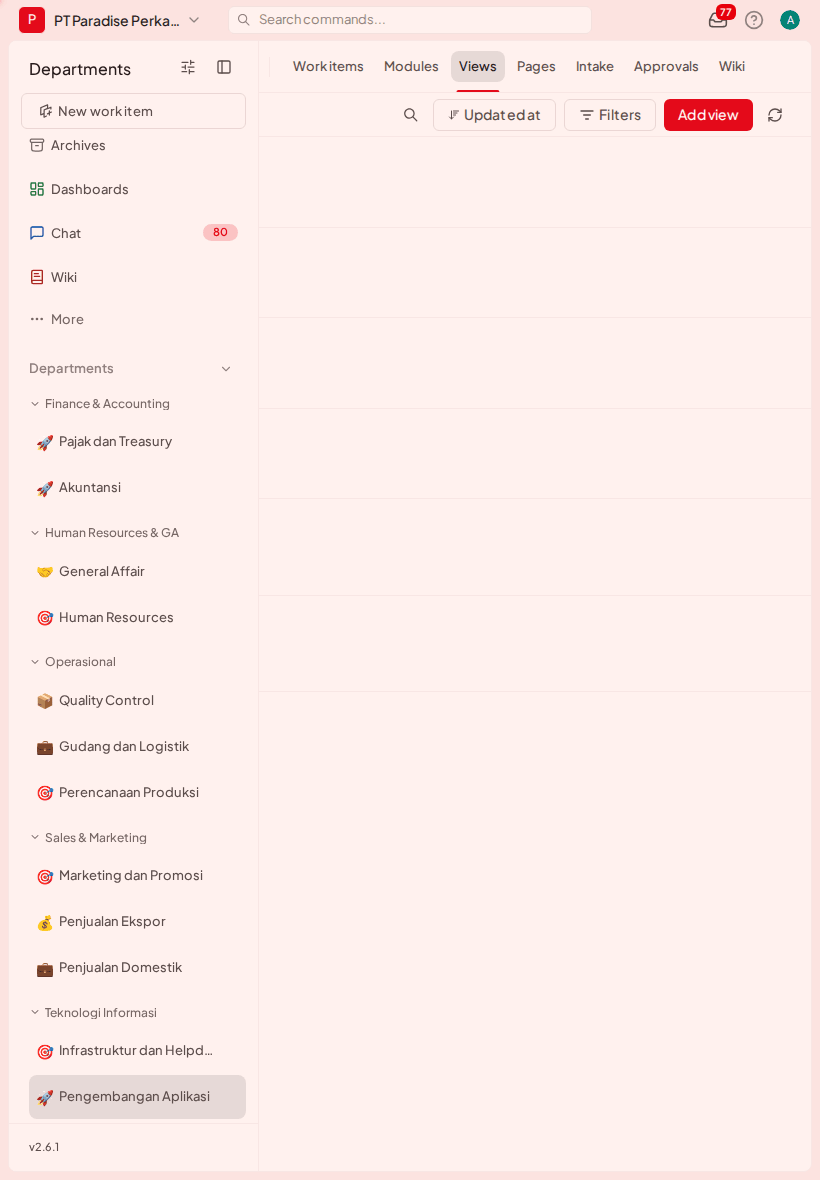 P PT Paradise Perka...
Search commands...
77
A
Departments
New work item
Archives
Dashboards
Chat 80
Wiki
More
Departments
Finance & Accounting
Pajak dan Treasury
Akuntansi
Human Resources & GA
General Affair
Human Resources
Operasional
Quality Control
Gudang dan Logistik
Perencanaan Produksi
Sales & Marketing
Marketing dan Promosi
Penjualan Ekspor
Penjualan Domestik
Teknologi Informasi
Infrastruktur dan Helpd...
Pengembangan Aplikasi
v2.6.1
Work items Modules Views Pages Intake Approvals Wiki
Updated at Filters Add view